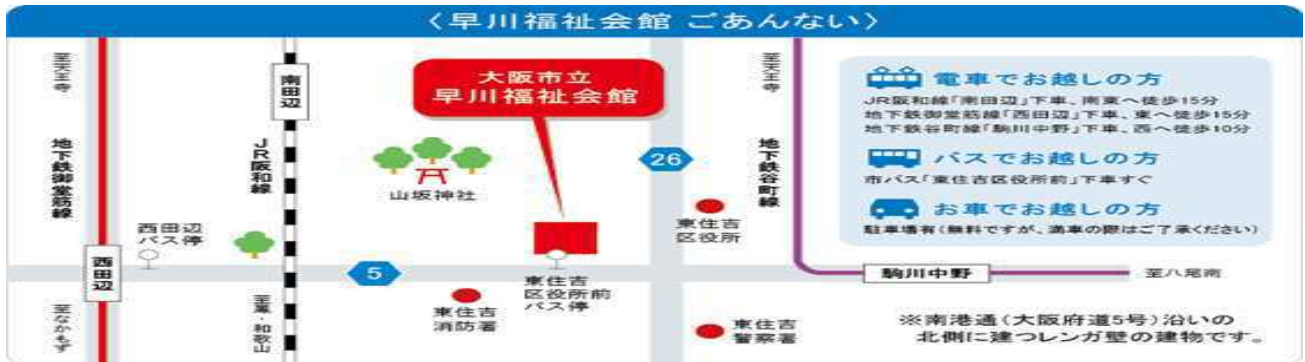 〈早川福祉会館 ごあんない〉
至天王寺
地下鉄御堂筋線
西田辺
至なかもず
西田辺
バス停
南田辺
JR阪和線
至鳳・和歌山
大阪市立
早川福祉会館
山坂神社
5
東住吉
消防署
東住吉
区役所前
バス停
26
東住吉
区役所
東住吉
警察署
至天王寺
地下鉄谷町線
駒川中野
至八尾南
電車でお越しの方
JR阪和線「南田辺」下車、南東へ徒歩15分
地下鉄御堂筋線「西田辺」下車、東へ徒歩15分
地下鉄谷町線「駒川中野」下車、西へ徒歩10分
バスでお越しの方
市バス「東住吉区役所前」下車すぐ
お車でお越しの方
駐車場有(無料ですが、満車の際はご了承ください)
※南港通(大阪府道5号)沿いの
北側に建つレンガ壁の建物です。